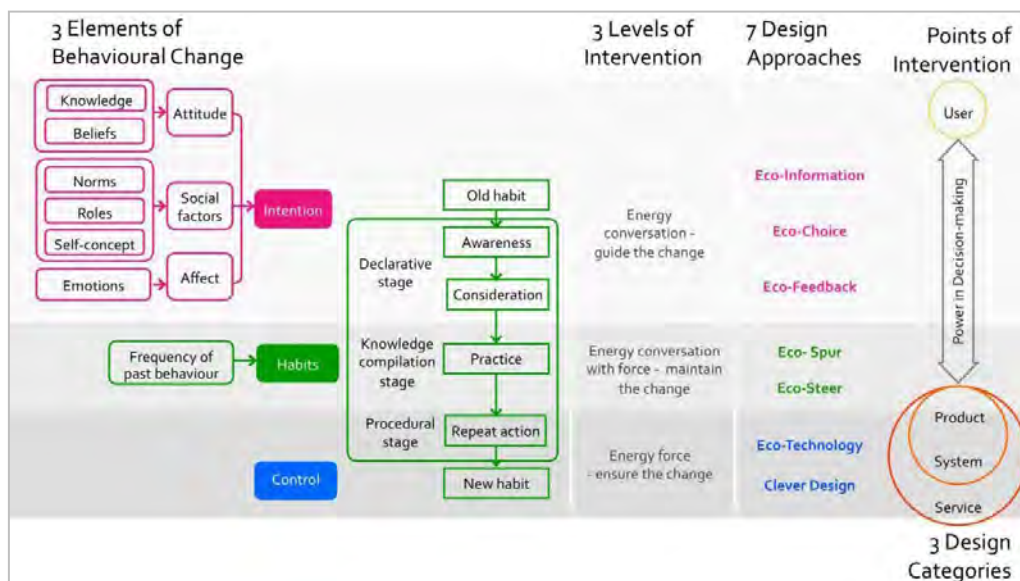 3 Elements of
Behavioural Change
3 Levels of
Intervention
7 Design
Approaches
Points of
Intervention
Knowledge
Beliefs
Attitude
Norms
Roles
Self-concept
Social
factors
Emotions
Affect
Intention
Frequency of
past behaviour
Habits
Control
Old habit
Declarative
stage
Awareness
Consideration
Knowledge
compilation
stage
Practice
Procedural
stage
Repeat action
New habit
Energy
conversation -
guide the change
Energy conversation
with force - maintain
the change
Energy force
- ensure the change
Eco-Information
Eco-Choice
Eco-Feedback
Eco- Spur
Eco-Steer
Eco-Technology
Clever Design
User
Power in Decision-making
Product
System
Service
3 Design
Categories